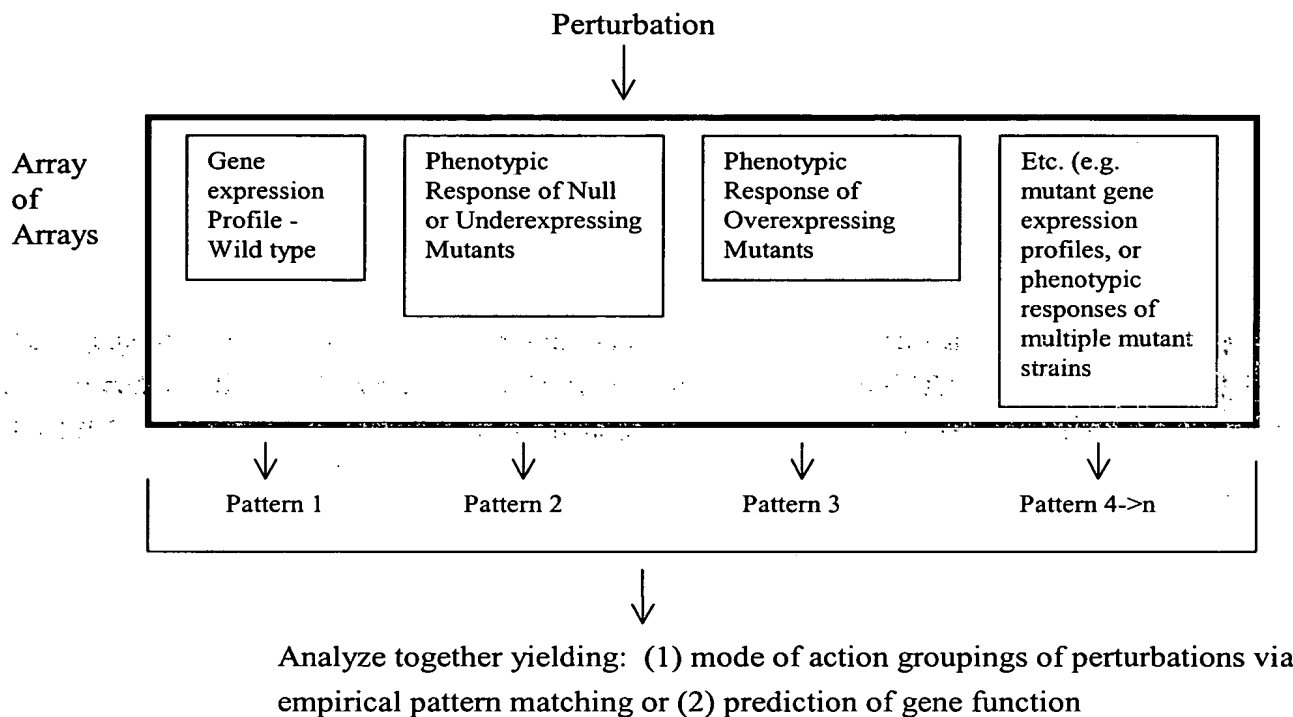 Perturbation
Array
of
Arrays
Gene
expression
Profile -
Wild type
Phenotypic
Response of Null
or Underexpressing
Mutants
Phenotypic
Response of
Overexpressing
Mutants
Etc. (e.g.
mutant gene
expression
profiles, or
phenotypic
responses of
multiple mutant
strains
Pattern 1
Pattern 2
Pattern 3
Pattern 4->n
Analyze together yielding: (1) mode of action groupings of perturbations via
empirical pattern matching or (2) prediction of gene function